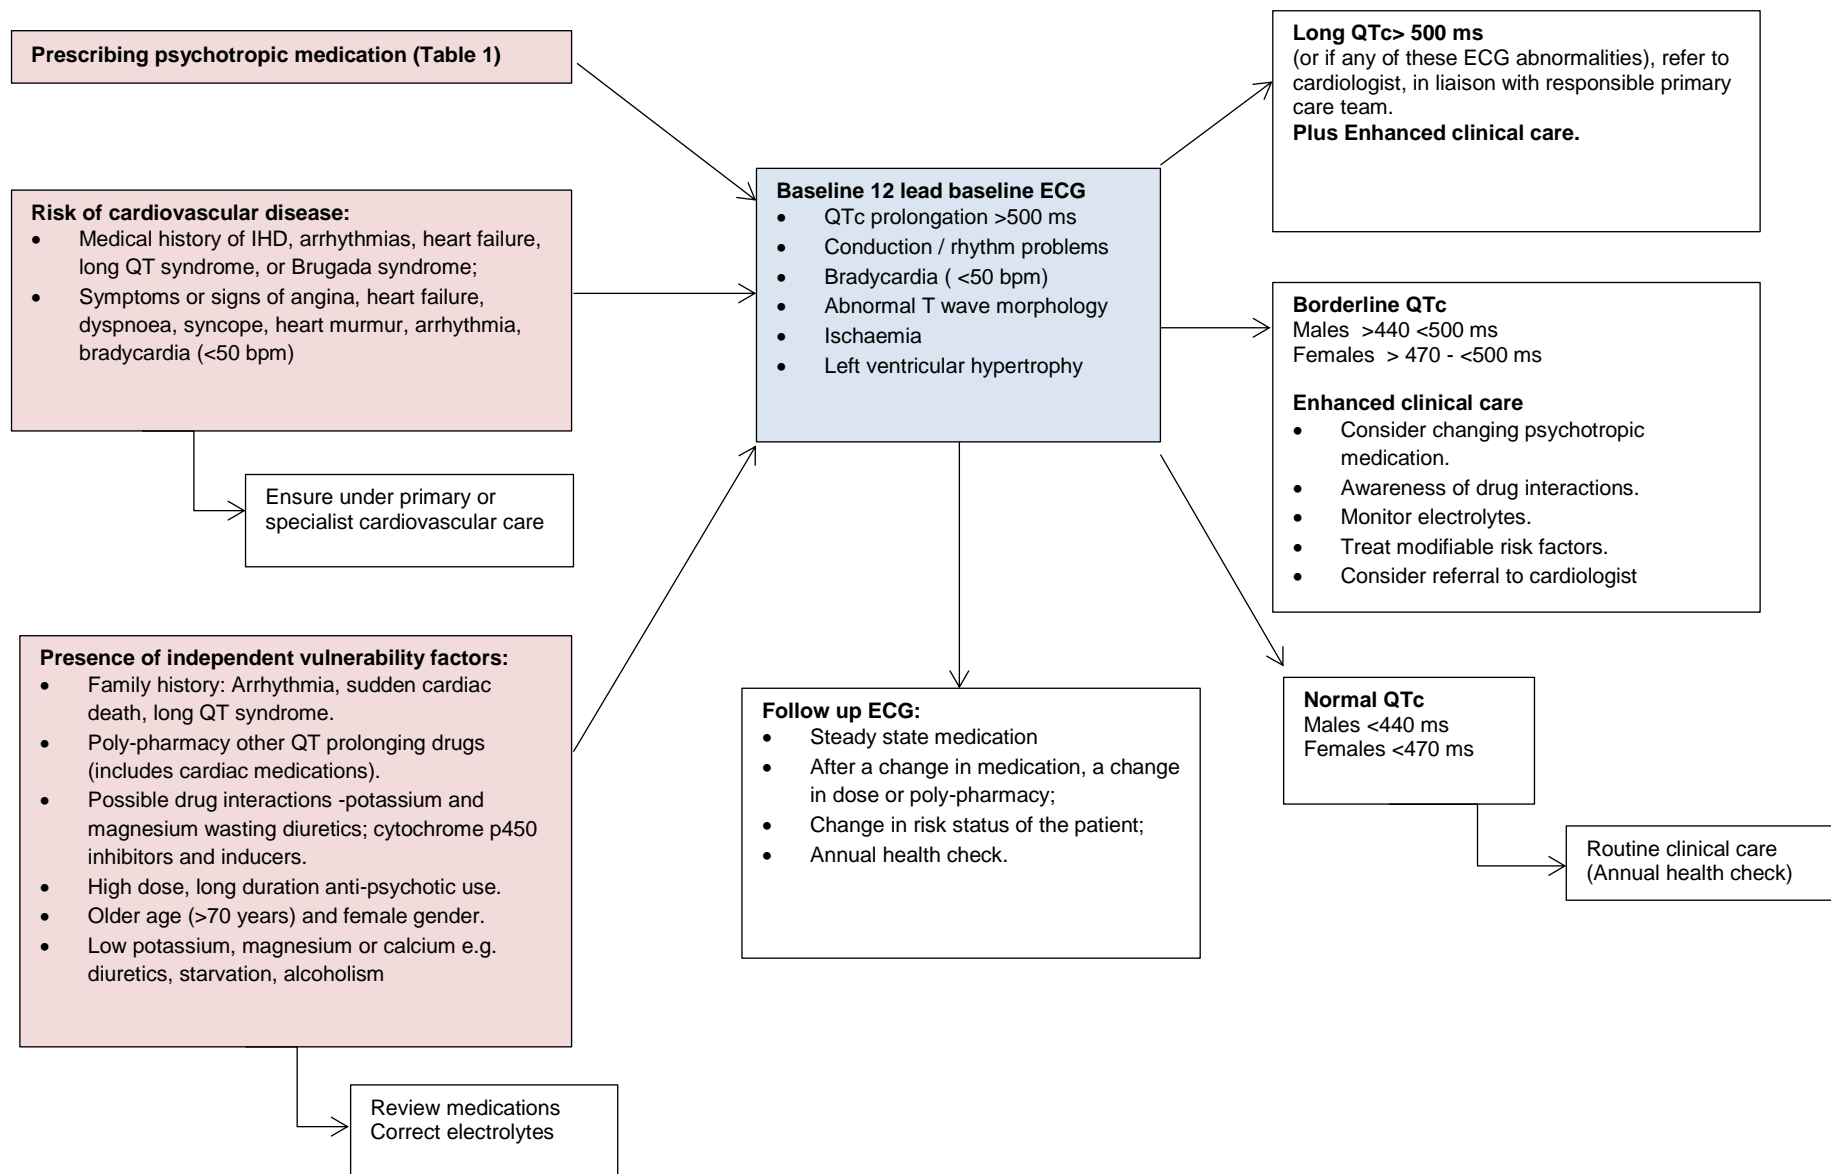 Prescribing psychotropic medication (Table 1)
Risk of cardiovascular disease:
• Medical history of IHD, arrhythmias, heart failure,
long QT syndrome, or Brugada syndrome;
• Symptoms or signs of angina, heart failure,
dyspnoea, syncope, heart murmur, arrhythmia,
bradycardia (<50 bpm)
Ensure under primary or
specialist cardiovascular care
Presence of independent vulnerability factors:
• Family history: Arrhythmia, sudden cardiac
death, long QT syndrome.
• Poly-pharmacy other QT prolonging drugs
(includes cardiac medications).
• Possible drug interactions -potassium and
magnesium wasting diuretics; cytochrome p450
inhibitors and inducers.
• High dose, long duration anti-psychotic use.
• Older age (>70 years) and female gender.
• Low potassium, magnesium or calcium e.g.
diuretics, starvation, alcoholism
Review medications
Correct electrolytes
Baseline 12 lead baseline ECG
• QTc prolongation >500 ms
• Conduction / rhythm problems
• Bradycardia ( <50 bpm)
• Abnormal T wave morphology
• Ischaemia
• Left ventricular hypertrophy
Follow up ECG:
• Steady state medication
• After a change in medication, a change
in dose or poly-pharmacy;
• Change in risk status of the patient;
• Annual health check.
Long QTc> 500 ms
(or if any of these ECG abnormalities), refer to
cardiologist, in liaison with responsible primary
care team.
Plus Enhanced clinical care.
Borderline QTc
Males >440 <500 ms
Females > 470 - <500 ms
Enhanced clinical care
• Consider changing psychotropic
medication.
• Awareness of drug interactions.
• Monitor electrolytes.
• Treat modifiable risk factors.
• Consider referral to cardiologist
Normal QTc
Males <440 ms
Females <470 ms
Routine clinical care
(Annual health check)